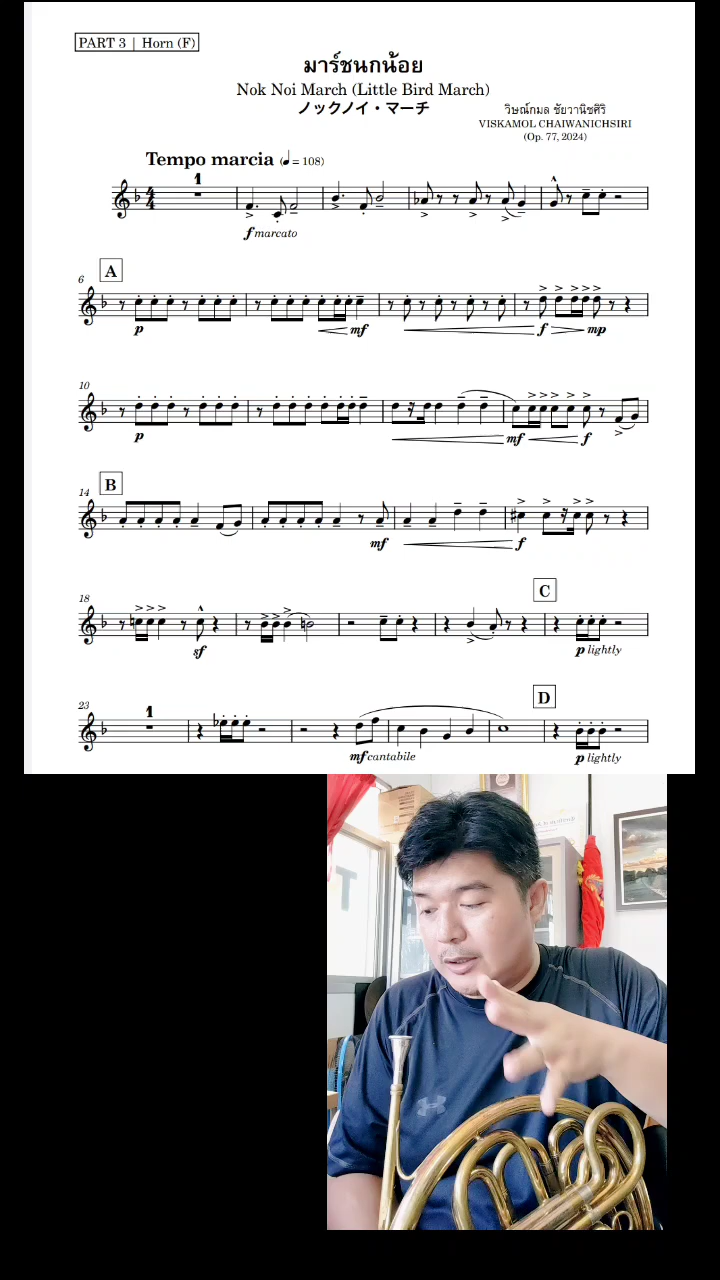 PART 3 | Horn (F)
มาร์ชนกน้อย
Nok Noi March (Little Bird March)
ノックノイ・マーチ
วิษณ์กมล ชัยวานิชศิริ
VISKAMOL CHAIWANICHSIRI
(Op. 77, 2024)
Tempo marcia (♩ = 108)
1
4
4
f marcato
6
A
p
mf
f
mp
10
p
mf
f
14
B
mf
f
18
C
sf
p lightly
23
1
D
mf cantabile
p lightly